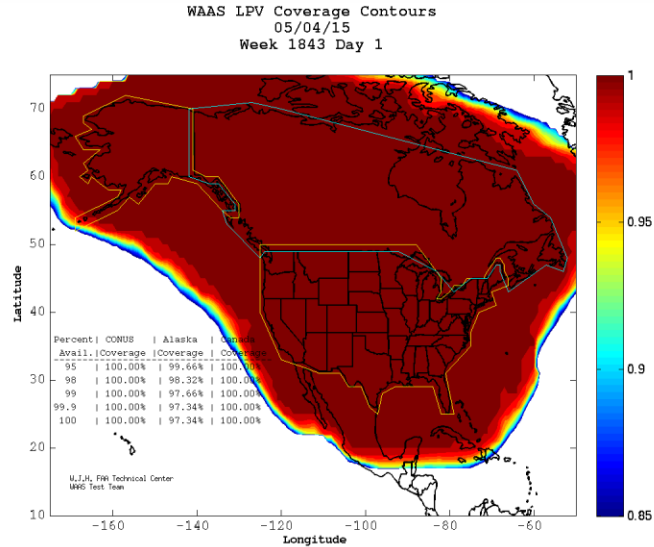 WAAS LPV Coverage Contours
05/04/15
Week 1843 Day 1
70
60
50
40
30
20
10
Latitude
Percent| CONUS | Alaska | Canada
Avail.|Coverage |Coverage | Coverage
95 | 100.00% | 99.66% | 100.00%
98 | 100.00% | 98.32% | 100.00%
99 | 100.00% | 97.66% | 100.00%
99.9 | 100.00% | 97.34% | 100.00%
100 | 100.00% | 97.34% | 100.00%
W.J.H. FAA Technical Center
WAAS Test Team
−160 −140 −120 −100 −80 −60
Longitude
1
0.95
0.9
0.85